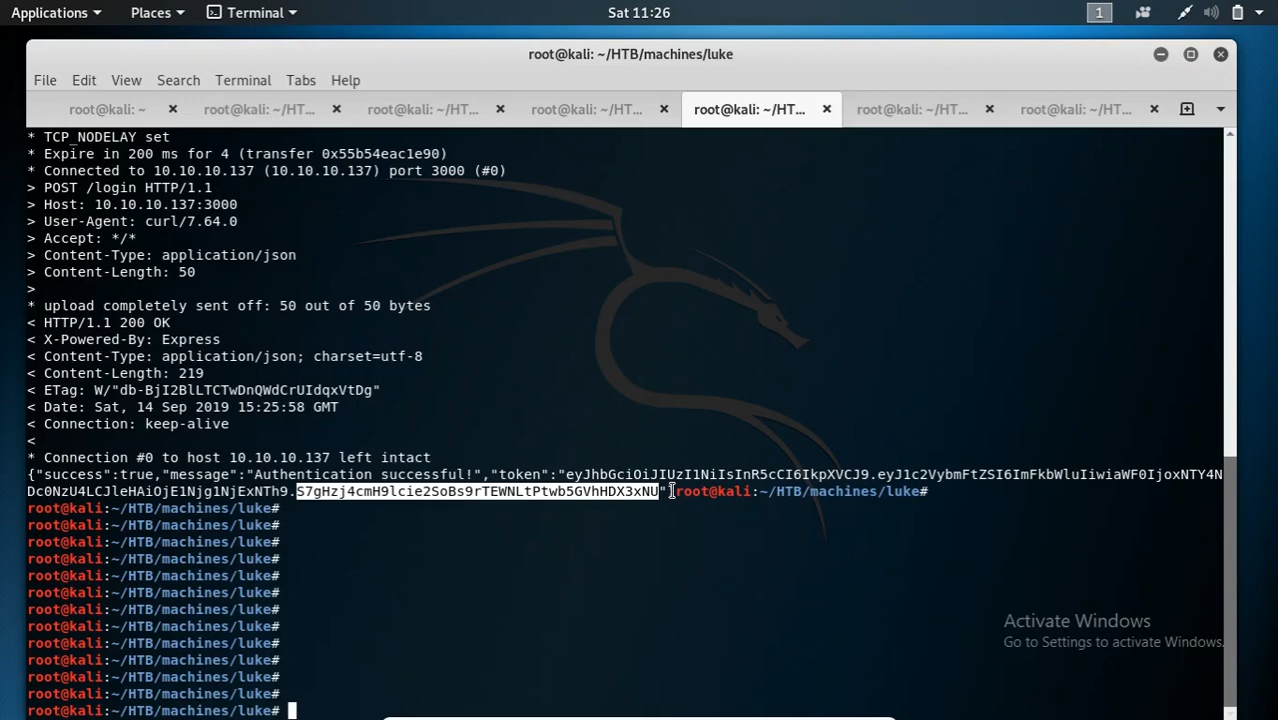 Applications Places Terminal Sat 11:26 1
root@kali: ~/HTB/machines/luke
File Edit View Search Terminal Tabs Help
root@kali: ~ root@kali: ~/HT... root@kali: ~/HT... root@kali: ~/HT... root@kali: ~/HT... root@kali: ~/HT... root@kali: ~/HT...
* TCP_NODELAY set
* Expire in 200 ms for 4 (transfer 0x55b54eac1e90)
* Connected to 10.10.10.137 (10.10.10.137) port 3000 (#0)
> POST /login HTTP/1.1
> Host: 10.10.10.137:3000
> User-Agent: curl/7.64.0
> Accept: */*
> Content-Type: application/json
> Content-Length: 50
>
* upload completely sent off: 50 out of 50 bytes
< HTTP/1.1 200 OK
< X-Powered-By: Express
< Content-Type: application/json; charset=utf-8
< Content-Length: 219
< ETag: W/"db-BjI2BlLTCTwDnQWdCrUIdqxVtDg"
< Date: Sat, 14 Sep 2019 15:25:58 GMT
< Connection: keep-alive
<
* Connection #0 to host 10.10.10.137 left intact
{"success":true,"message":"Authentication successful!","token":"eyJhbGciOiJIUzI1NiIsInR5cCI6IkpXVCJ9.eyJ1c2VybmFtZSI6ImFkbWluIiwiaWF0IjoxNTY4N
Dc0NzU4LCJleHAiOjE1Njg1NjExNTh9.S7gHzj4cmH9lcie2SoBs9rTEWNLtPtwb5GVhHDX3xNU"}root@kali:~/HTB/machines/luke#
root@kali:~/HTB/machines/luke#
root@kali:~/HTB/machines/luke#
root@kali:~/HTB/machines/luke#
root@kali:~/HTB/machines/luke#
root@kali:~/HTB/machines/luke#
root@kali:~/HTB/machines/luke#
root@kali:~/HTB/machines/luke#
root@kali:~/HTB/machines/luke# Activate Windows
root@kali:~/HTB/machines/luke# Go to Settings to activate Windows.
root@kali:~/HTB/machines/luke#
root@kali:~/HTB/machines/luke#
root@kali:~/HTB/machines/luke#
root@kali:~/HTB/machines/luke#